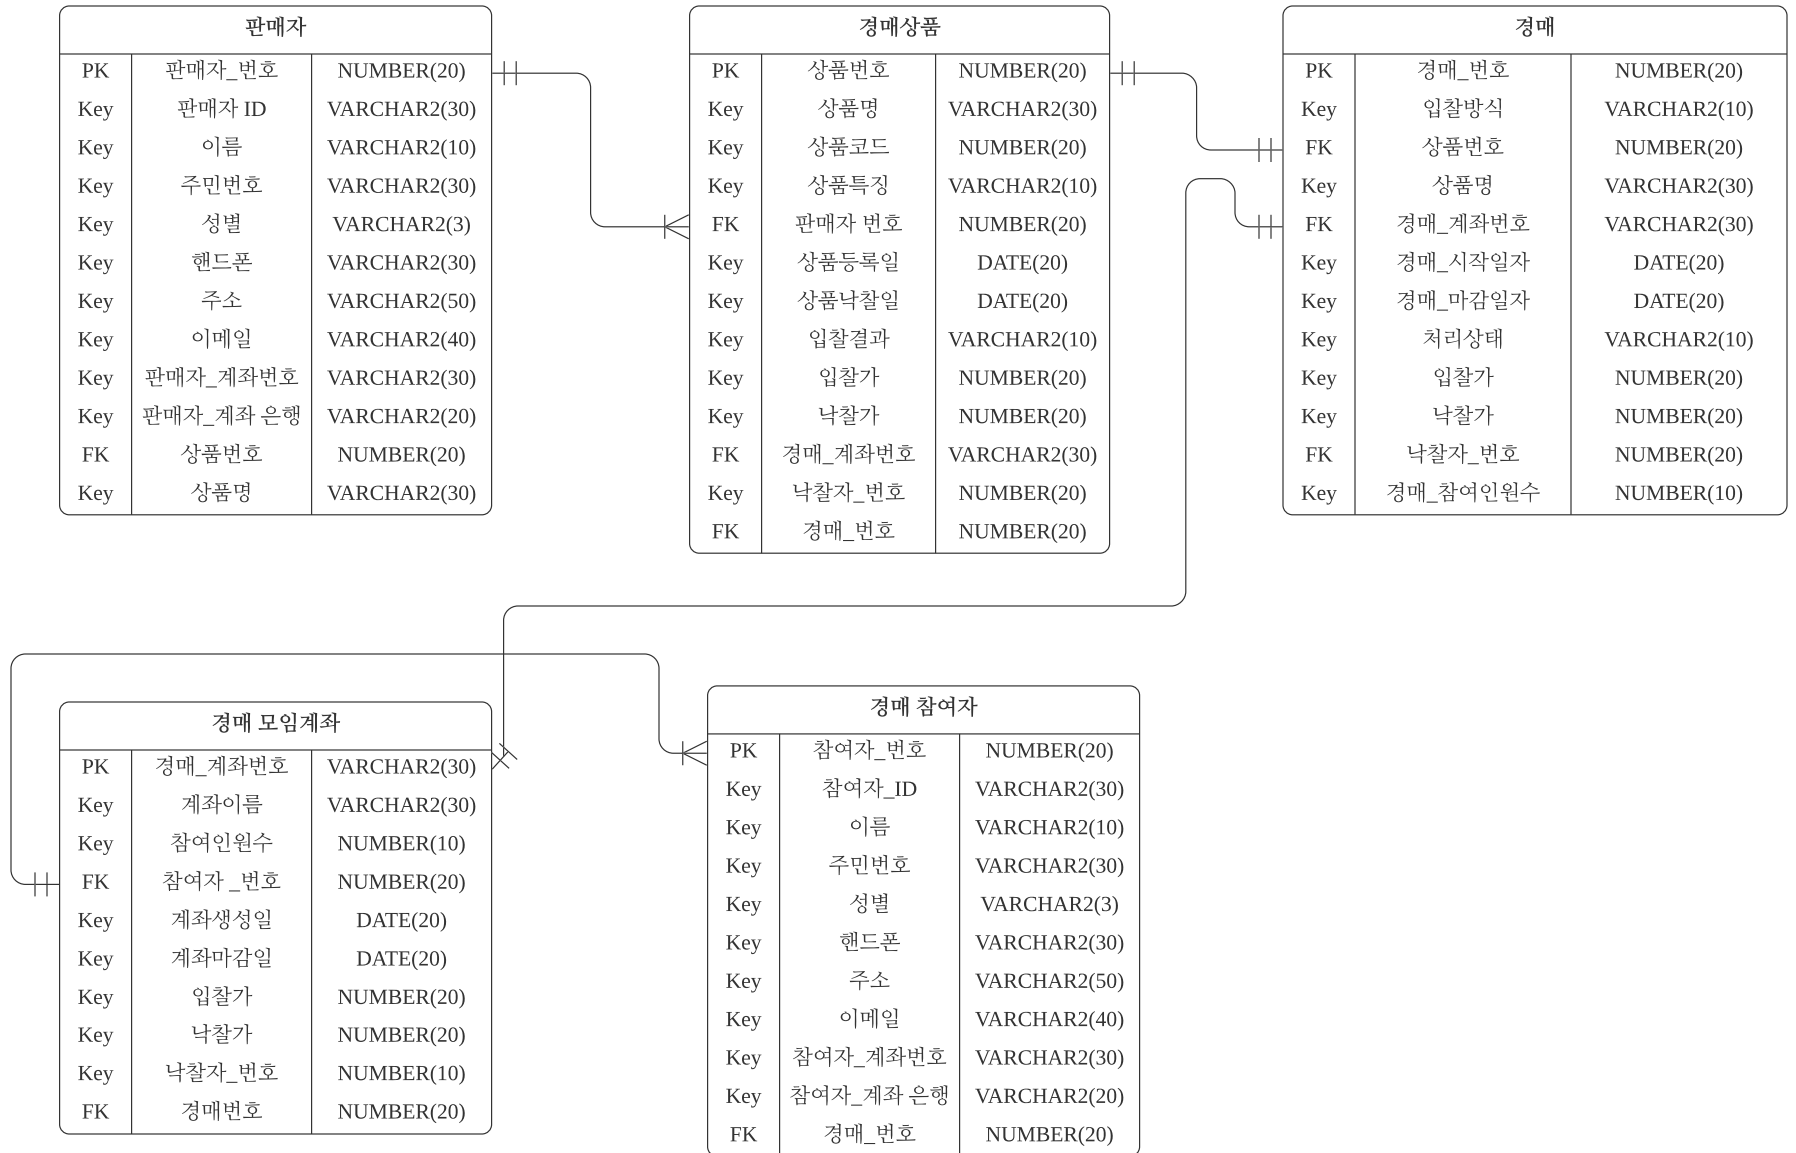 판매자
PK 판매자_번호 NUMBER(20)
Key 판매자 ID VARCHAR2(30)
Key 이름 VARCHAR2(10)
Key 주민번호 VARCHAR2(30)
Key 성별 VARCHAR2(3)
Key 핸드폰 VARCHAR2(30)
Key 주소 VARCHAR2(50)
Key 이메일 VARCHAR2(40)
Key 판매자_계좌번호 VARCHAR2(30)
Key 판매자_계좌 은행 VARCHAR2(20)
FK 상품번호 NUMBER(20)
Key 상품명 VARCHAR2(30)
경매상품
PK 상품번호 NUMBER(20)
Key 상품명 VARCHAR2(30)
Key 상품코드 NUMBER(20)
Key 상품특징 VARCHAR2(10)
FK 판매자 번호 NUMBER(20)
Key 상품등록일 DATE(20)
Key 상품낙찰일 DATE(20)
Key 입찰결과 VARCHAR2(10)
Key 입찰가 NUMBER(20)
Key 낙찰가 NUMBER(20)
FK 경매_계좌번호 VARCHAR2(30)
Key 낙찰자_번호 NUMBER(20)
FK 경매_번호 NUMBER(20)
경매
PK 경매_번호 NUMBER(20)
Key 입찰방식 VARCHAR2(10)
FK 상품번호 NUMBER(20)
Key 상품명 VARCHAR2(30)
FK 경매_계좌번호 VARCHAR2(30)
Key 경매_시작일자 DATE(20)
Key 경매_마감일자 DATE(20)
Key 처리상태 VARCHAR2(10)
Key 입찰가 NUMBER(20)
Key 낙찰가 NUMBER(20)
FK 낙찰자_번호 NUMBER(20)
Key 경매_참여인원수 NUMBER(10)
경매 모임계좌
PK 경매_계좌번호 VARCHAR2(30)
Key 계좌이름 VARCHAR2(30)
Key 참여인원수 NUMBER(10)
FK 참여자 _번호 NUMBER(20)
Key 계좌생성일 DATE(20)
Key 계좌마감일 DATE(20)
Key 입찰가 NUMBER(20)
Key 낙찰가 NUMBER(20)
Key 낙찰자_번호 NUMBER(10)
FK 경매번호 NUMBER(20)
경매 참여자
PK 참여자_번호 NUMBER(20)
Key 참여자_ID VARCHAR2(30)
Key 이름 VARCHAR2(10)
Key 주민번호 VARCHAR2(30)
Key 성별 VARCHAR2(3)
Key 핸드폰 VARCHAR2(30)
Key 주소 VARCHAR2(50)
Key 이메일 VARCHAR2(40)
Key 참여자_계좌번호 VARCHAR2(30)
Key 참여자_계좌 은행 VARCHAR2(20)
FK 경매_번호 NUMBER(20)